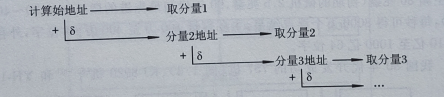 计算始地址 取分量1
+ δ
分量2地址 取分量2
+ δ
分量3地址 取分量3
+ δ
…